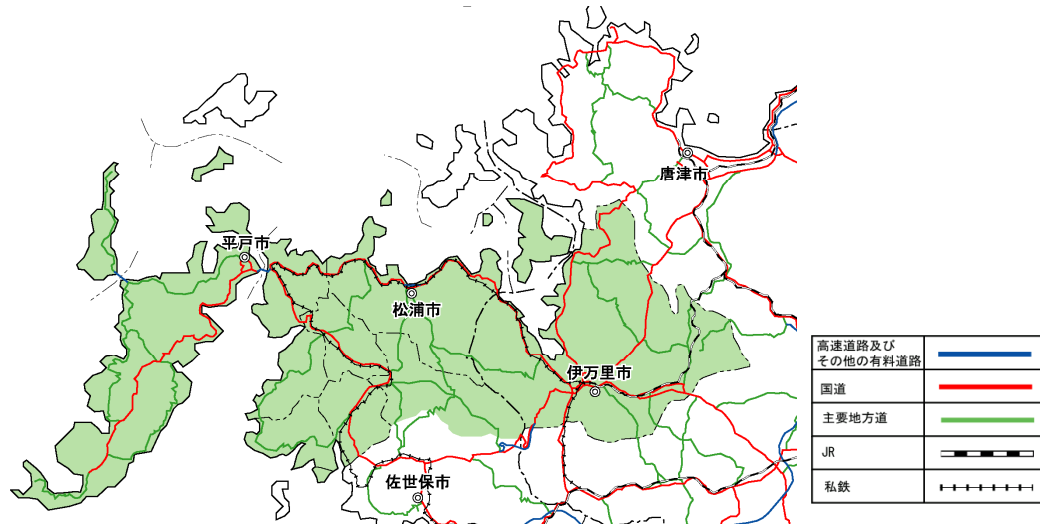 唐津市
平戸市
松浦市
伊万里市
佐世保市
高速道路及び
その他の有料道路
国道
主要地方道
JR
私鉄